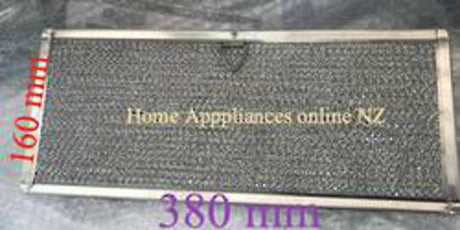 160 mm
Home Apppliances online NZ
380 mm